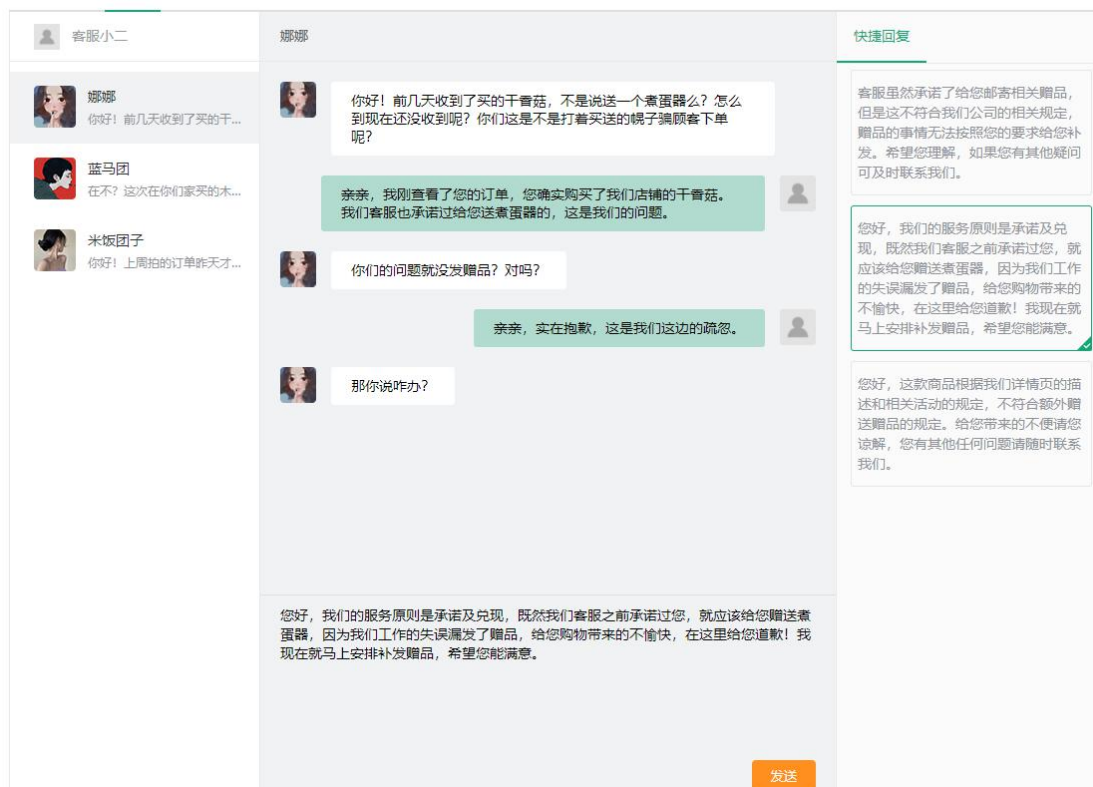 客服小二
娜娜
你好！前几天收到了买的干...
蓝马团
在不？这次在你们家买的木...
米饭团子
你好！上周拍的订单昨天才...
娜娜
你好！前几天收到了买的干香菇，不是说送一个煮蛋器么？怎么
到现在还没收到呢？你们这是不是打着买送的幌子骗顾客下单
呢？
亲亲，我刚查看了您的订单，您确实购买了我们店铺的干香菇。
我们客服也承诺过给您送煮蛋器的，这是我们的问题。
你们的问题就没发赠品？对吗？
亲亲，实在抱歉，这是我们这边的疏忽。
那你说咋办？
您好，我们的服务原则是承诺及兑现，既然我们客服之前承诺过您，就应该给您赠送煮
蛋器，因为我们工作的失误漏发了赠品，给您购物带来的不愉快，在这里给您道歉！我
现在就马上安排补发赠品，希望您能满意。
发送
快捷回复
客服虽然承诺了给您邮寄相关赠品，
但是这不符合我们公司的相关规定，
赠品的事情无法按照您的要求给您补
发。希望您理解，如果您有其他疑问
可及时联系我们。
您好，我们的服务原则是承诺及兑
现，既然我们客服之前承诺过您，就
应该给您赠送煮蛋器，因为我们工作
的失误漏发了赠品，给您购物带来的
不愉快，在这里给您道歉！我现在就
马上安排补发赠品，希望您能满意。
您好，这款商品根据我们详情页的描
述和相关活动的规定，不符合额外赠
送赠品的规定。给您带来的不便请您
谅解，您有其他任何问题请随时联系
我们。